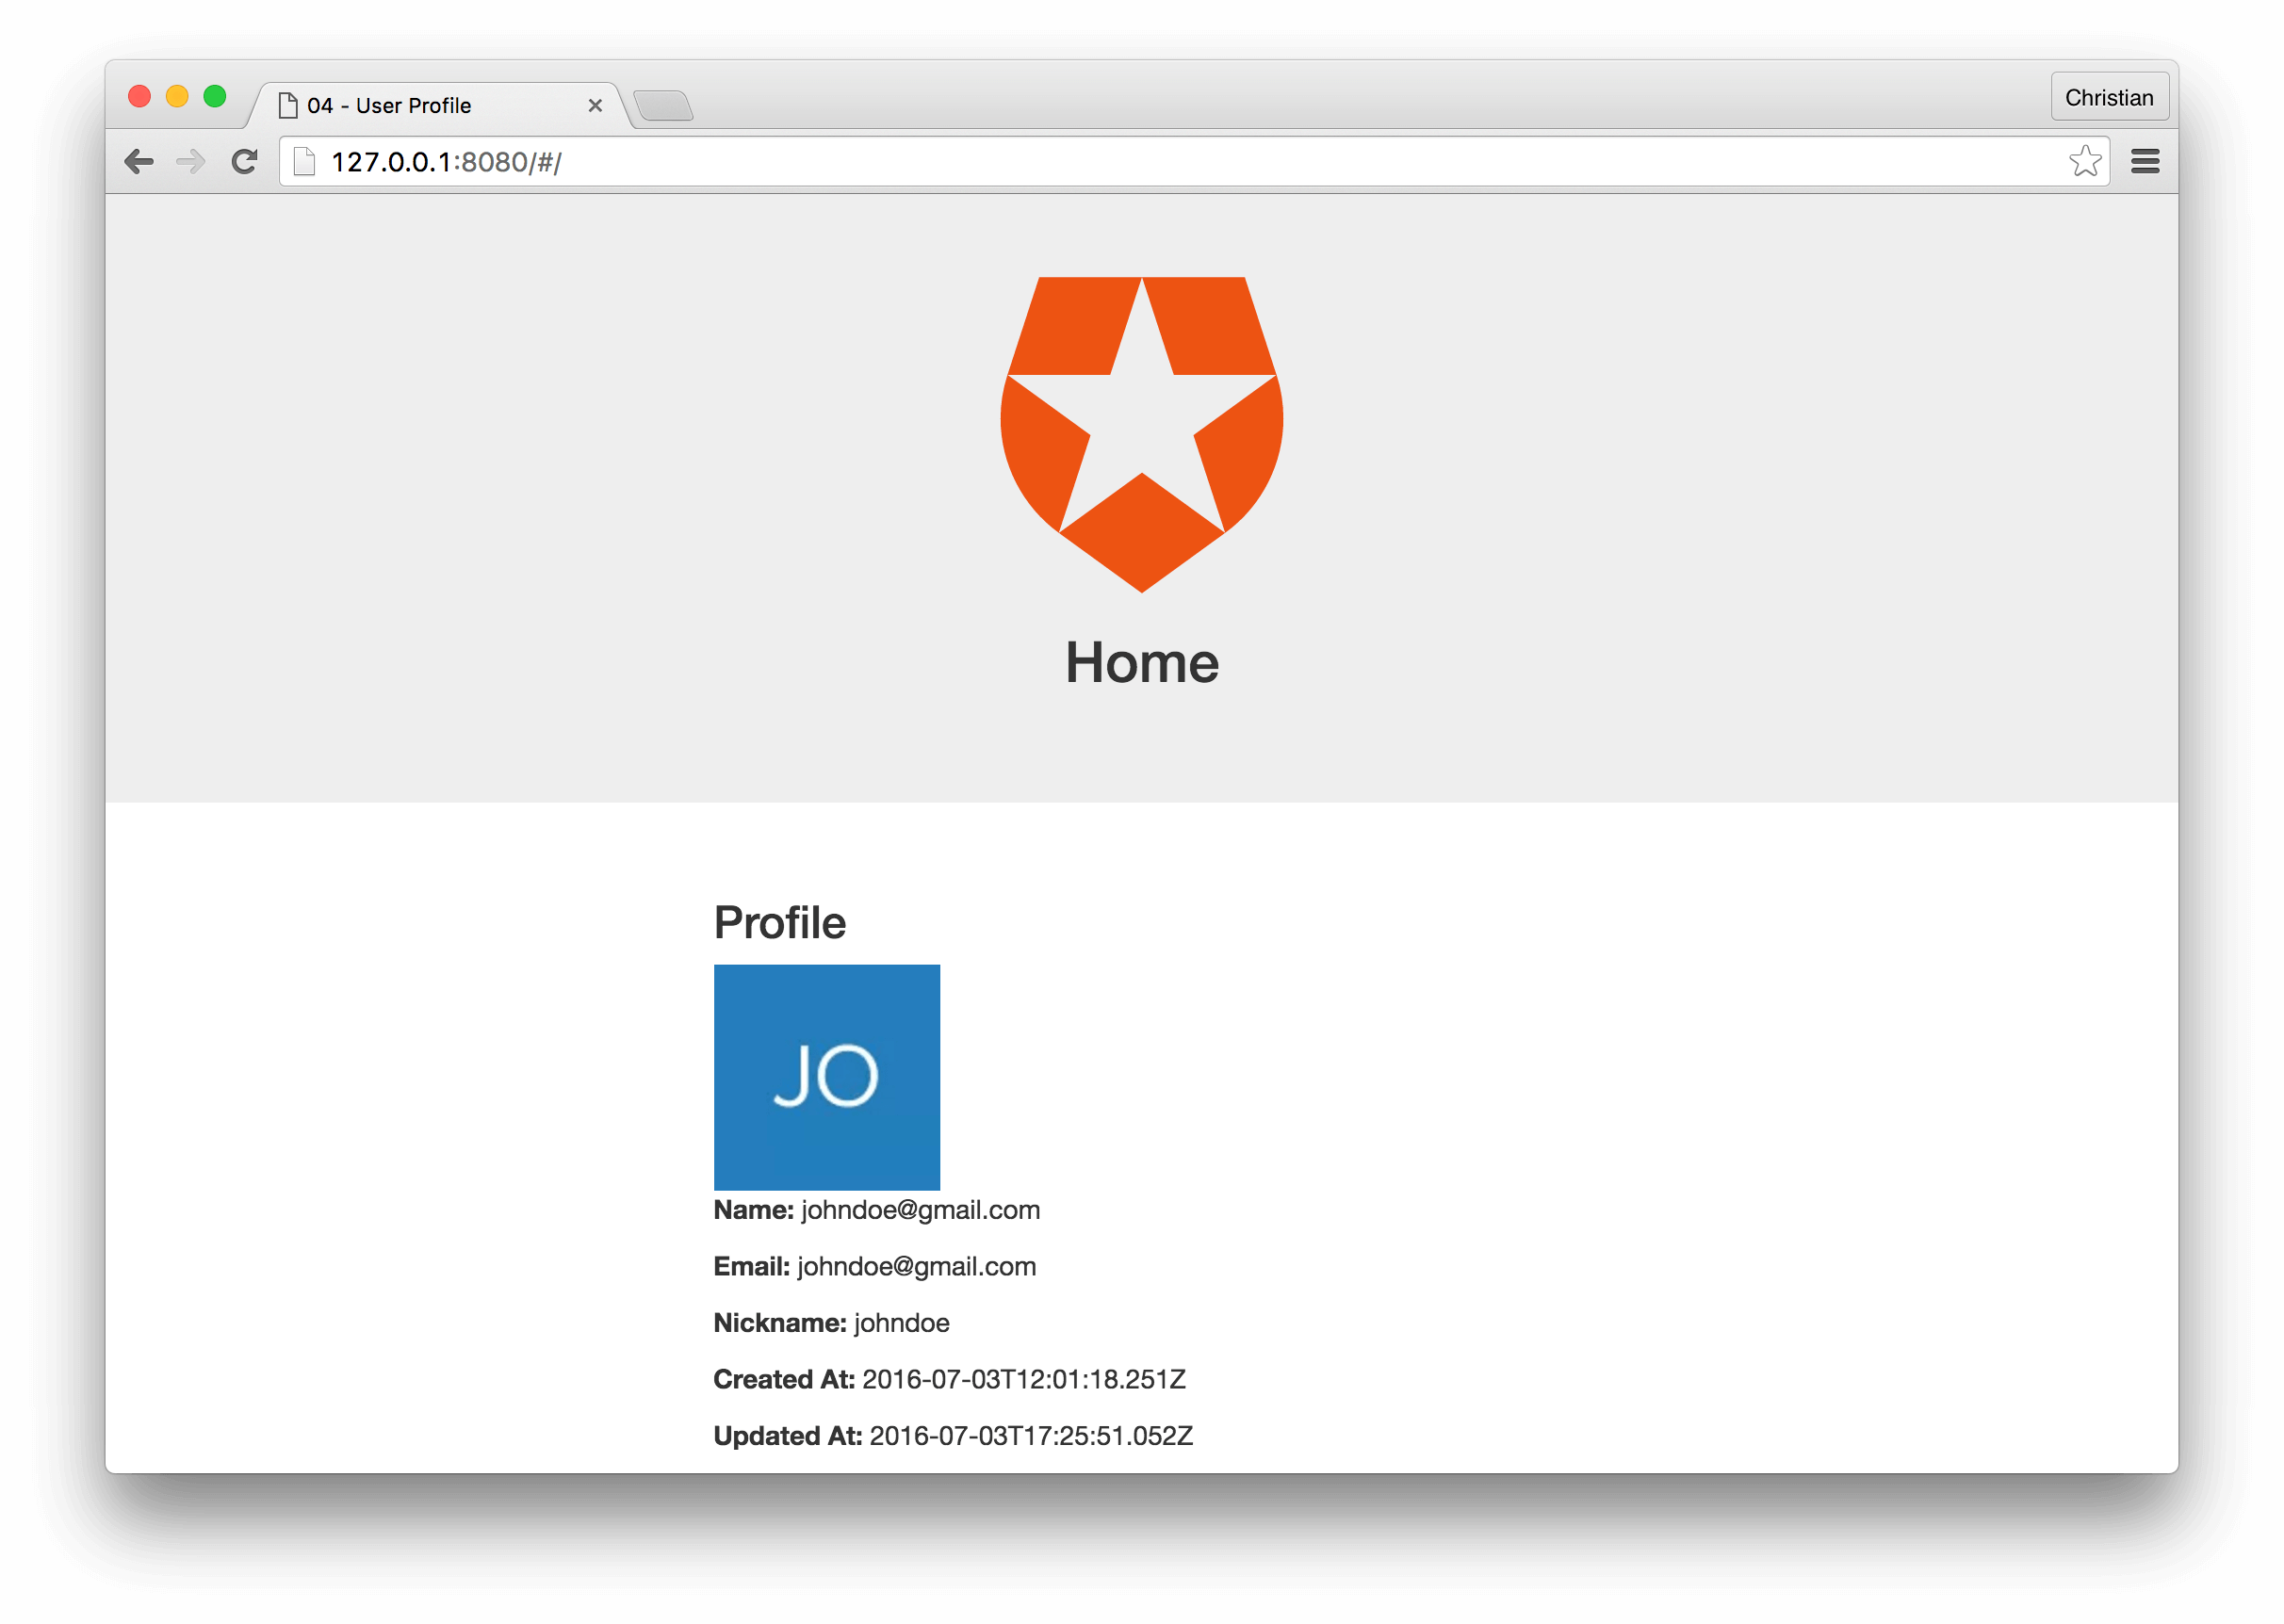 04 - User Profile
Christian
127.0.0.1:8080/#/
Home
Profile
JO
Name: johndoe@gmail.com
Email: johndoe@gmail.com
Nickname: johndoe
Created At: 2016-07-03T12:01:18.251Z
Updated At: 2016-07-03T17:25:51.052Z